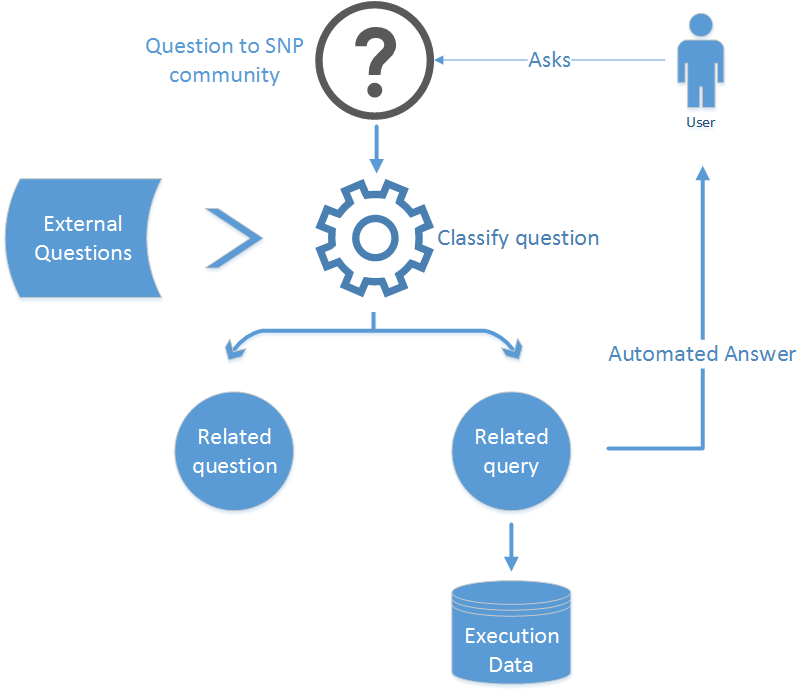 Question to SNP
community
?
Asks
User
External
Questions
Classify question
Automated Answer
Related
question
Related
query
Execution
Data